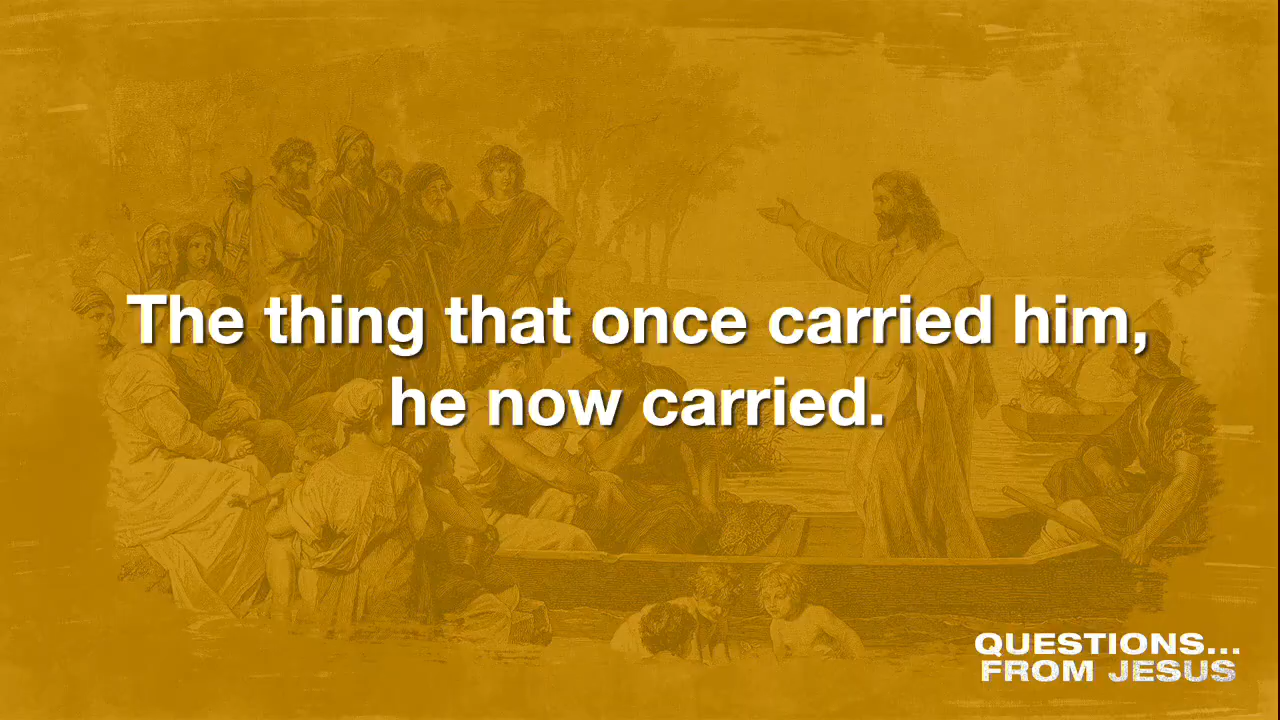 The thing that once carried him,
he now carried.
QUESTIONS...
FROM JESUS